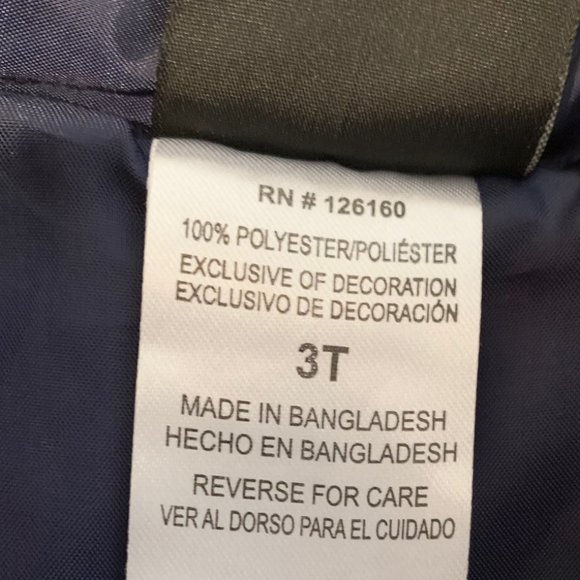 RN # 126160
100% POLYESTER/POLIÉSTER
EXCLUSIVE OF DECORATION
EXCLUSIVO DE DECORACIÓN
3T
MADE IN BANGLADESH
HECHO EN BANGLADESH
REVERSE FOR CARE
VER AL DORSO PARA EL CUIDADO